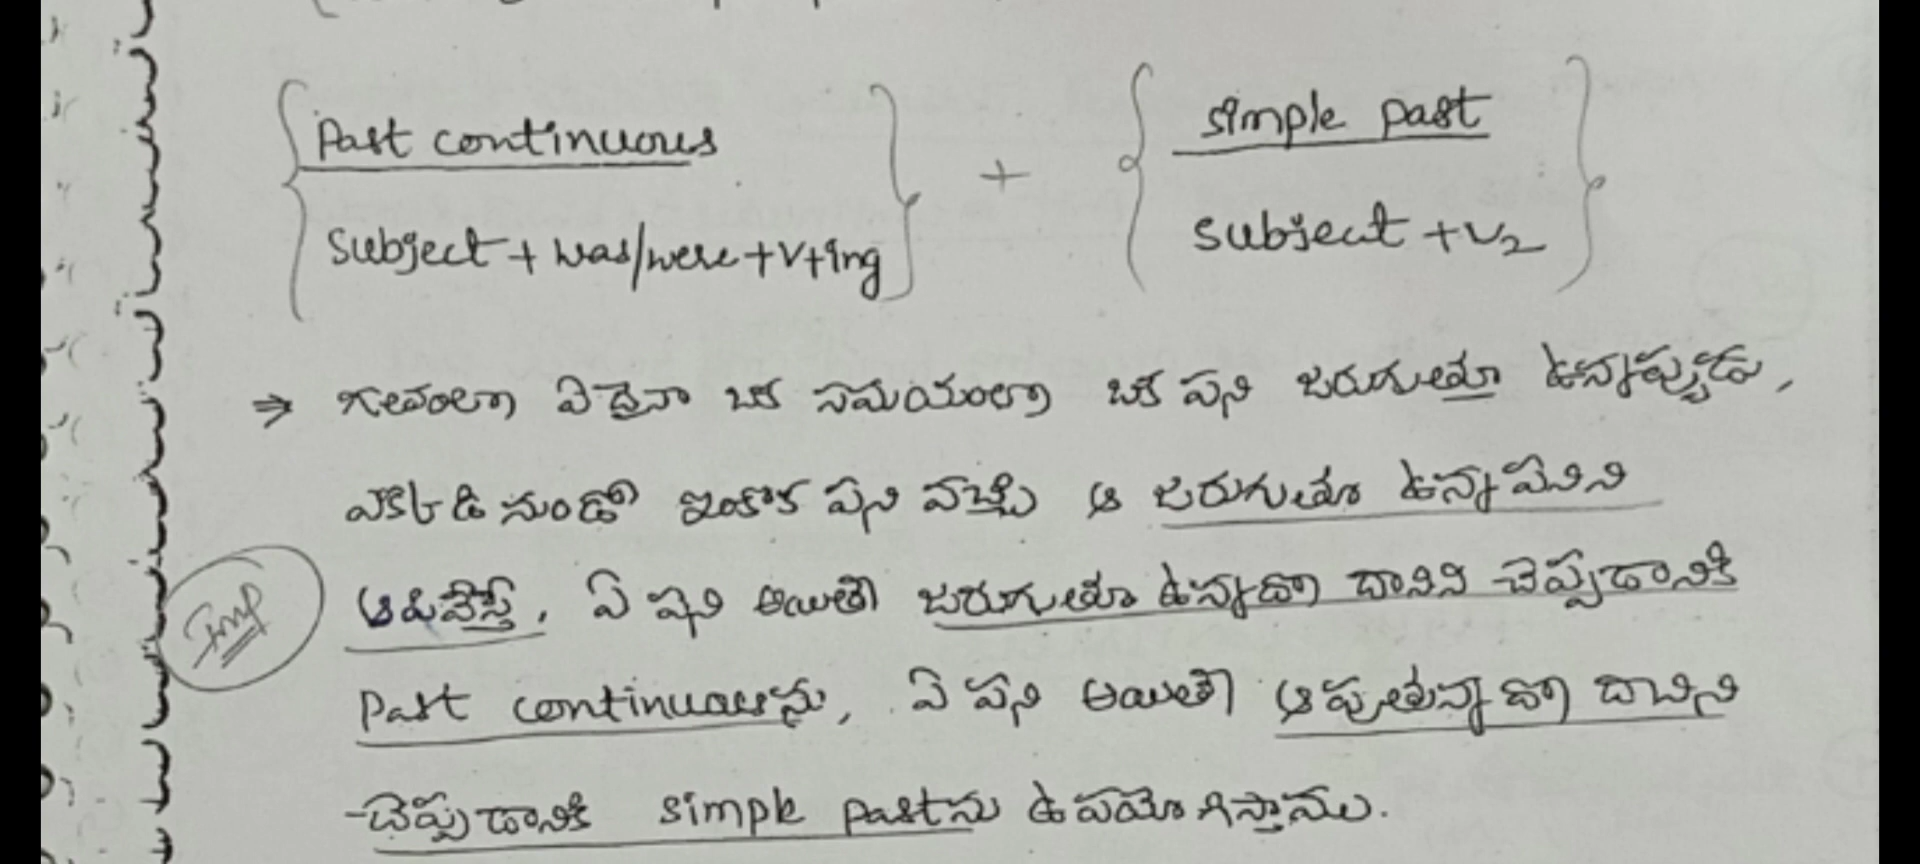 Past continuous
simple past
+
Subject + was/were + V+ing
subject + V2
⇒ గతంలో ఏదైనా ఒక సమయంలో ఒక పని జరుగుతూ ఉన్నప్పుడు,
ఎక్కడి నుండో ఇంకొక పని వచ్చి ఆ జరుగుతూ ఉన్న పనిని
Imp
ఆపివేస్తే, ఏ పని అయితే జరుగుతూ ఉన్నదో దానిని చెప్పడానికి
Past continuousను, ఏ పని అయితే ఆపుతున్నదో దానిని
చెప్పడానికి simple pastను ఉపయోగిస్తాము.